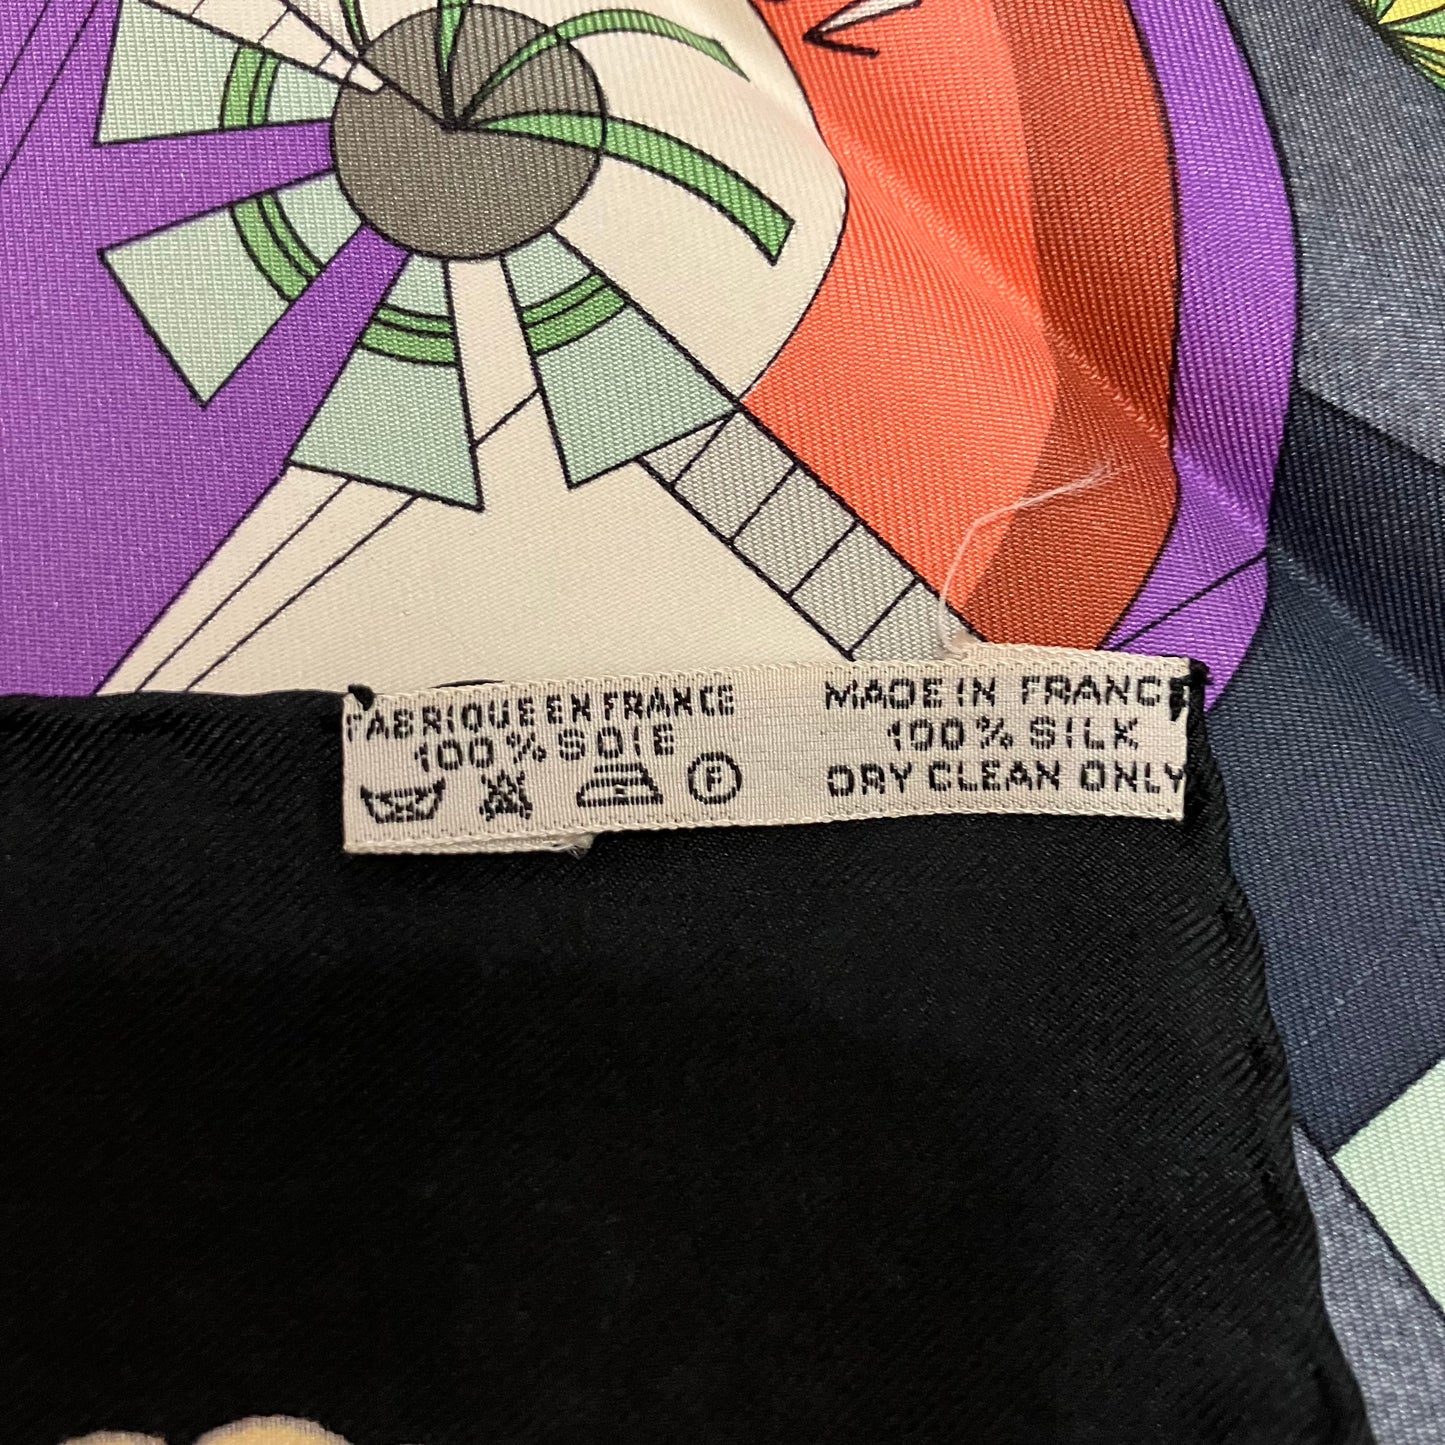 FABRIQUE EN FRANCE
100% SOIE
F
MADE IN FRANCE
100% SILK
DRY CLEAN ONLY